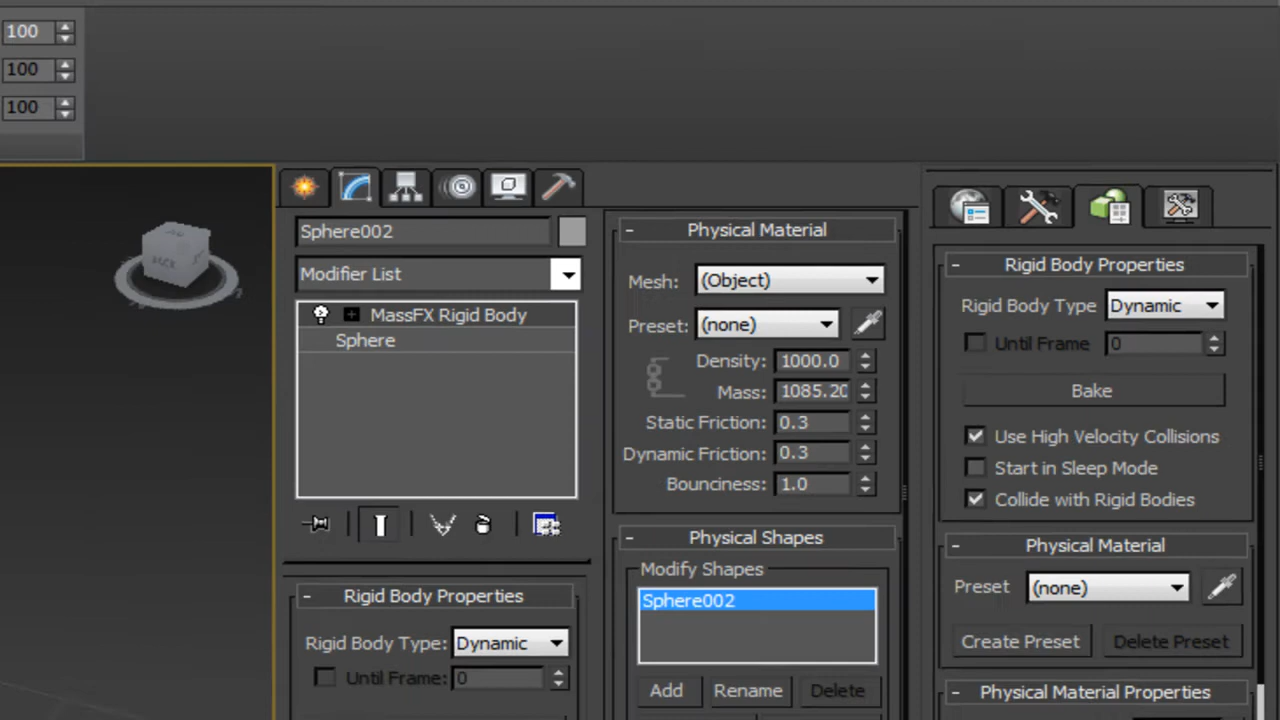 100
100
100
Sphere002
Modifier List
MassFX Rigid Body
Sphere
- Rigid Body Properties
Rigid Body Type: Dynamic
Until Frame: 0
- Physical Material
Mesh: (Object)
Preset: (none)
Density: 1000.0
Mass: 1085.20
Static Friction: 0.3
Dynamic Friction: 0.3
Bounciness: 1.0
- Physical Shapes
Modify Shapes
Sphere002
Add Rename Delete
- Rigid Body Properties
Rigid Body Type Dynamic
Until Frame 0
Bake
Use High Velocity Collisions
Start in Sleep Mode
Collide with Rigid Bodies
- Physical Material
Preset (none)
Create Preset Delete Preset
- Physical Material Properties